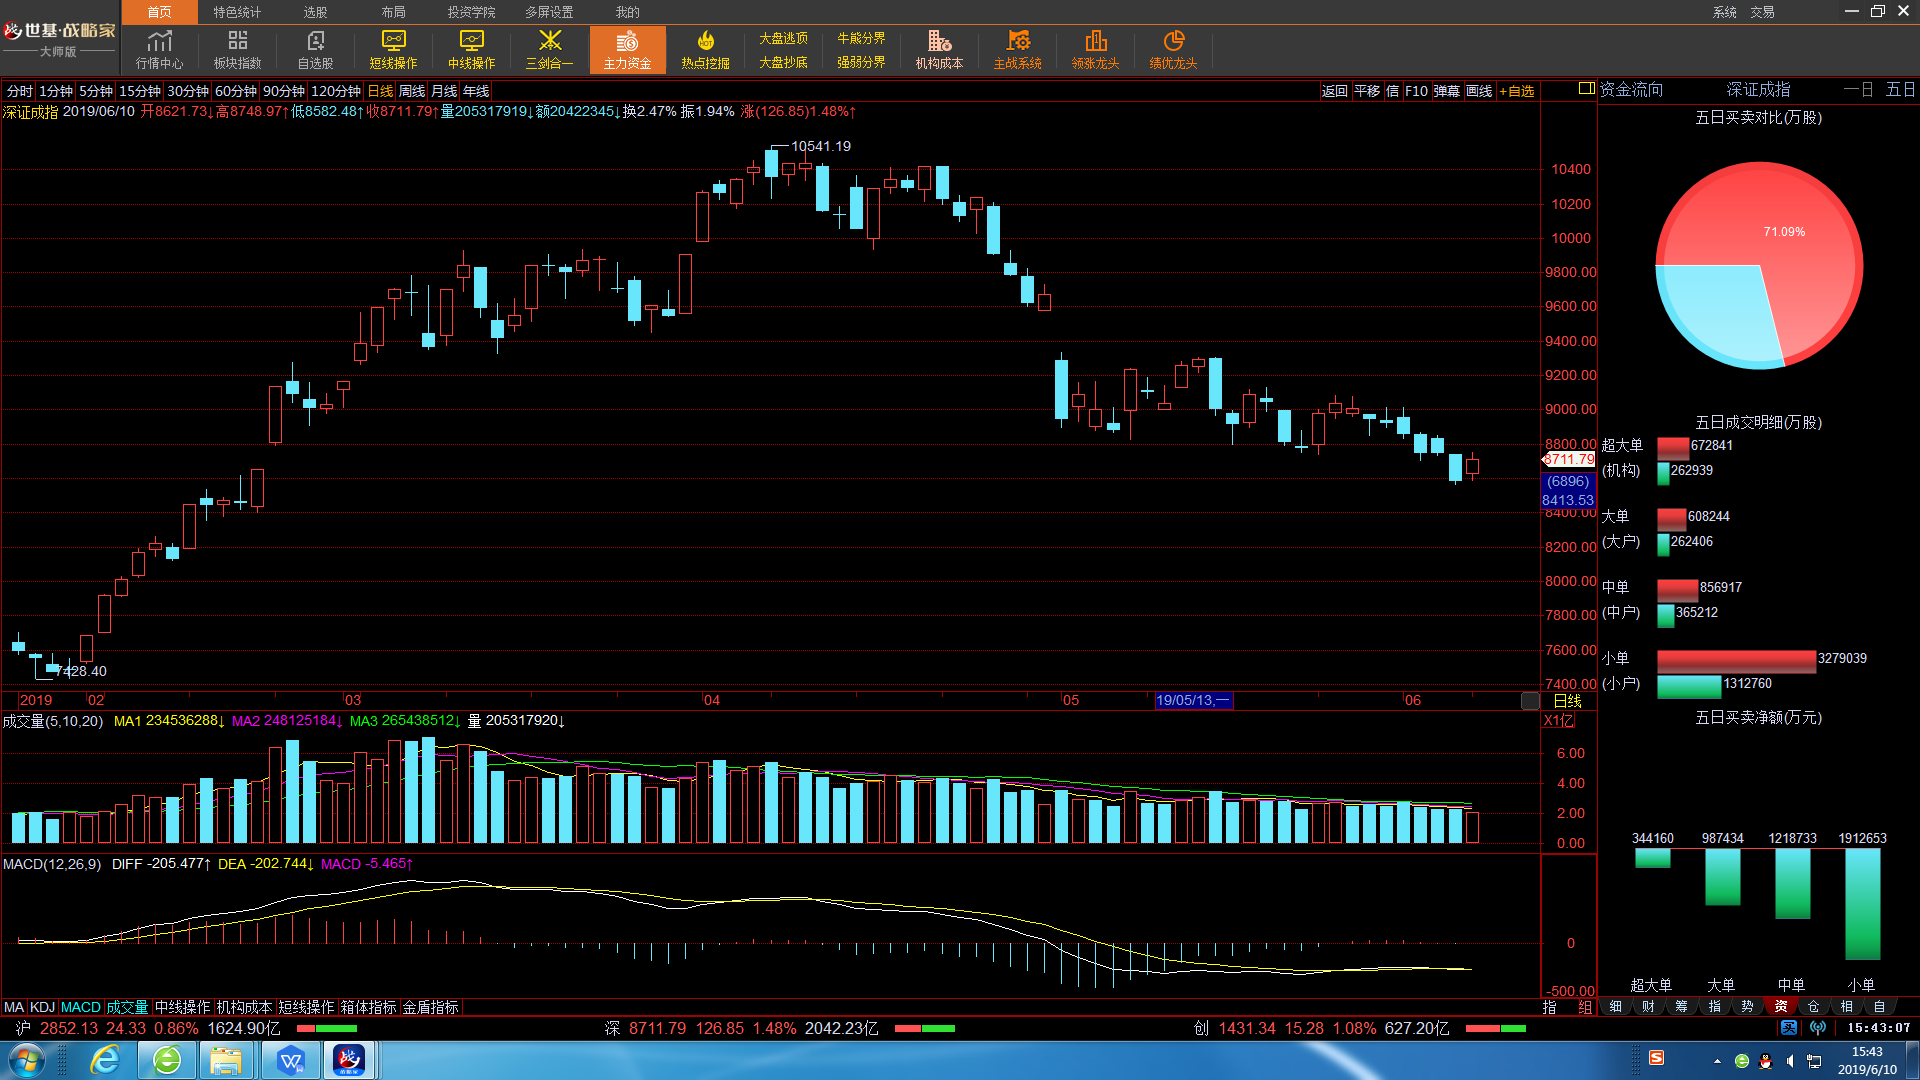 首页 特色统计 选股 布局 投资学院 多屏设置 我的 系统 交易
世基·战略家
大师版
行情中心 板块指数 自选股 短线操作 中线操作 三剑合一 主力资金 热点挖掘 大盘逃顶 牛熊分界 机构成本 主战系统 领涨龙头 绩优龙头
大盘抄底 强弱分界
分时 1分钟 5分钟 15分钟 30分钟 60分钟 90分钟 120分钟 日线 周线 月线 年线 返回 平移 信 F10 弹幕 画线 +自选
资金流向 深证成指 一日 五日
深证成指 2019/06/10 开8621.73↓高8748.97↑低8582.48↑收8711.79↑量205317919↓额20422345↓换2.47% 振1.94% 涨(126.85)1.48%↑
五日买卖对比(万股)
10541.19
10400
10200
10000
9800.00
9600.00
9400.00
9200.00
9000.00
8800.00
8711.79
(6896)
8413.53
8400.00
8200.00
8000.00
7800.00
7600.00
7400.00
7428.40
71.09%
五日成交明细(万股)
超大单 672841
(机构) 262939
大单 608244
(大户) 262406
中单 856917
(中户) 365212
小单 3279039
(小户) 1312760
五日买卖净额(万元)
344160 987434 1218733 1912653
超大单 大单 中单 小单
2019 02 03 04 05 19/05/13,一 06 日线
成交量(5,10,20) MA1 234536288↓ MA2 248125184↓ MA3 265438512↓ 量 205317920↓ X1亿
6.00
4.00
2.00
0.00
MACD(12,26,9) DIFF -205.477↑ DEA -202.744↓ MACD -5.465↑
0
-500.00
MA KDJ MACD 成交量 中线操作 机构成本 短线操作 箱体指标 金盾指标 指 组
细 财 筹 指 势 资 仓 相 自
沪 2852.13 24.33 0.86% 1624.90亿 深 8711.79 126.85 1.48% 2042.23亿 创 1431.34 15.28 1.08% 627.20亿 买 15:43:07
15:43
2019/6/10